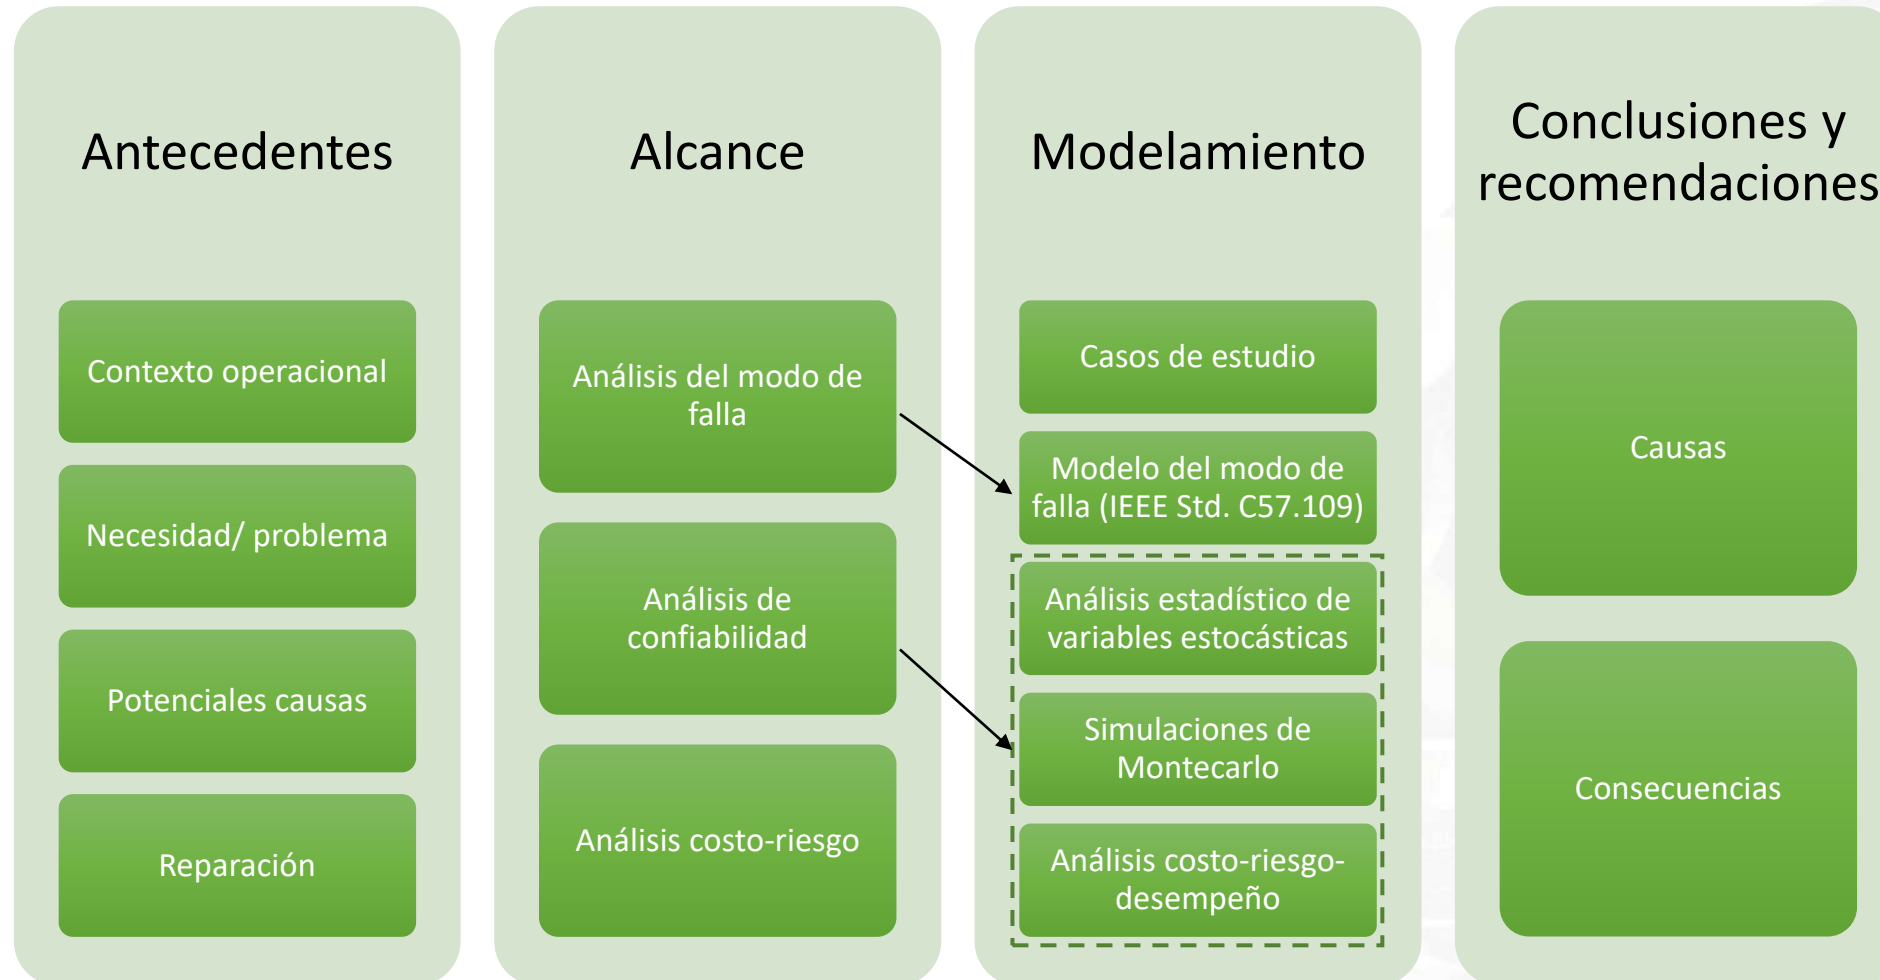 Antecedentes
Contexto operacional
Necesidad/ problema
Potenciales causas
Reparación
Alcance
Análisis del modo de
falla
Análisis de
confiabilidad
Análisis costo-riesgo
Modelamiento
Casos de estudio
Modelo del modo de
falla (IEEE Std. C57.109)
Análisis estadístico de
variables estocásticas
Simulaciones de
Montecarlo
Análisis costo-riesgo-
desempeño
Conclusiones y
recomendaciones
Causas
Consecuencias